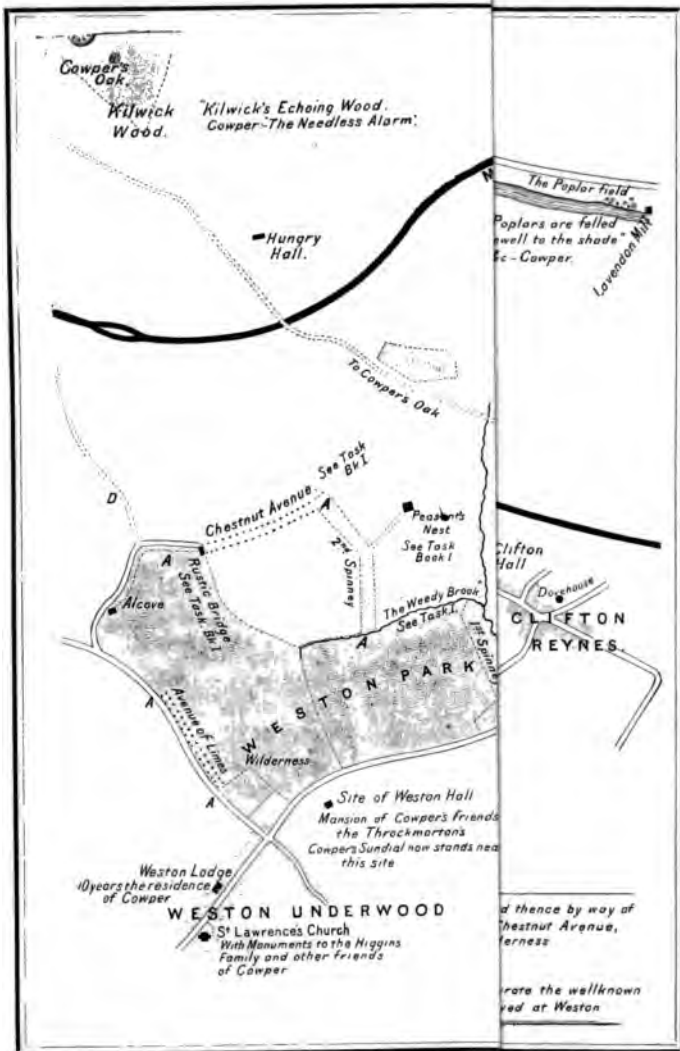 Cowper's
Oak.
Kilwick
Wood.
"Kilwick's Echoing Wood.
Cowper-"The Needless Alarm".
Hungry
Hall.
N
The Poplar field
Poplars are felled
ewell to the shade"
&c - Cowper.
Lavendon Mill
To Cowper's Oak
D
Chestnut Avenue
See Task
Bk I
A
2nd Spinney
Peasant's
Nest
See Task
Book 1
A
Rustic Bridge
See Task Bk I
Alcove
"The Weedy Brook"
See Task I.
A
1st Spinney
Clifton
Hall
Dovehouse
CLIFTON
REYNES.
WESTON PARK
A
Avenue of Limes
A
Wilderness
Site of Weston Hall
Mansion of Cowper's Friends
the Throckmorton's
Cowper's Sundial now stands nea
this site
Weston Lodge
10 years the residence
of Cowper
WESTON UNDERWOOD
St Lawrence's Church
With Monuments to the Higgins
Family and other friends
of Cowper
d thence by way of
Chestnut Avenue,
derness
urate the wellknown
yed at Weston